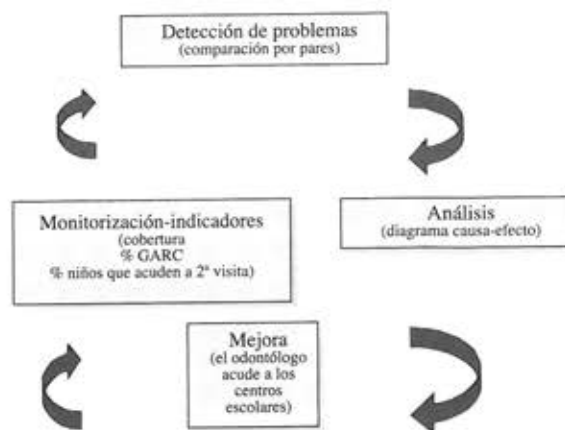 Detección de problemas
(comparación por pares)
Análisis
(diagrama causa-efecto)
Mejora
(el odontólogo
acude a los
centros
escolares)
Monitorización-indicadores
(cobertura
% GARC
% niños que acuden a 2ª visita)